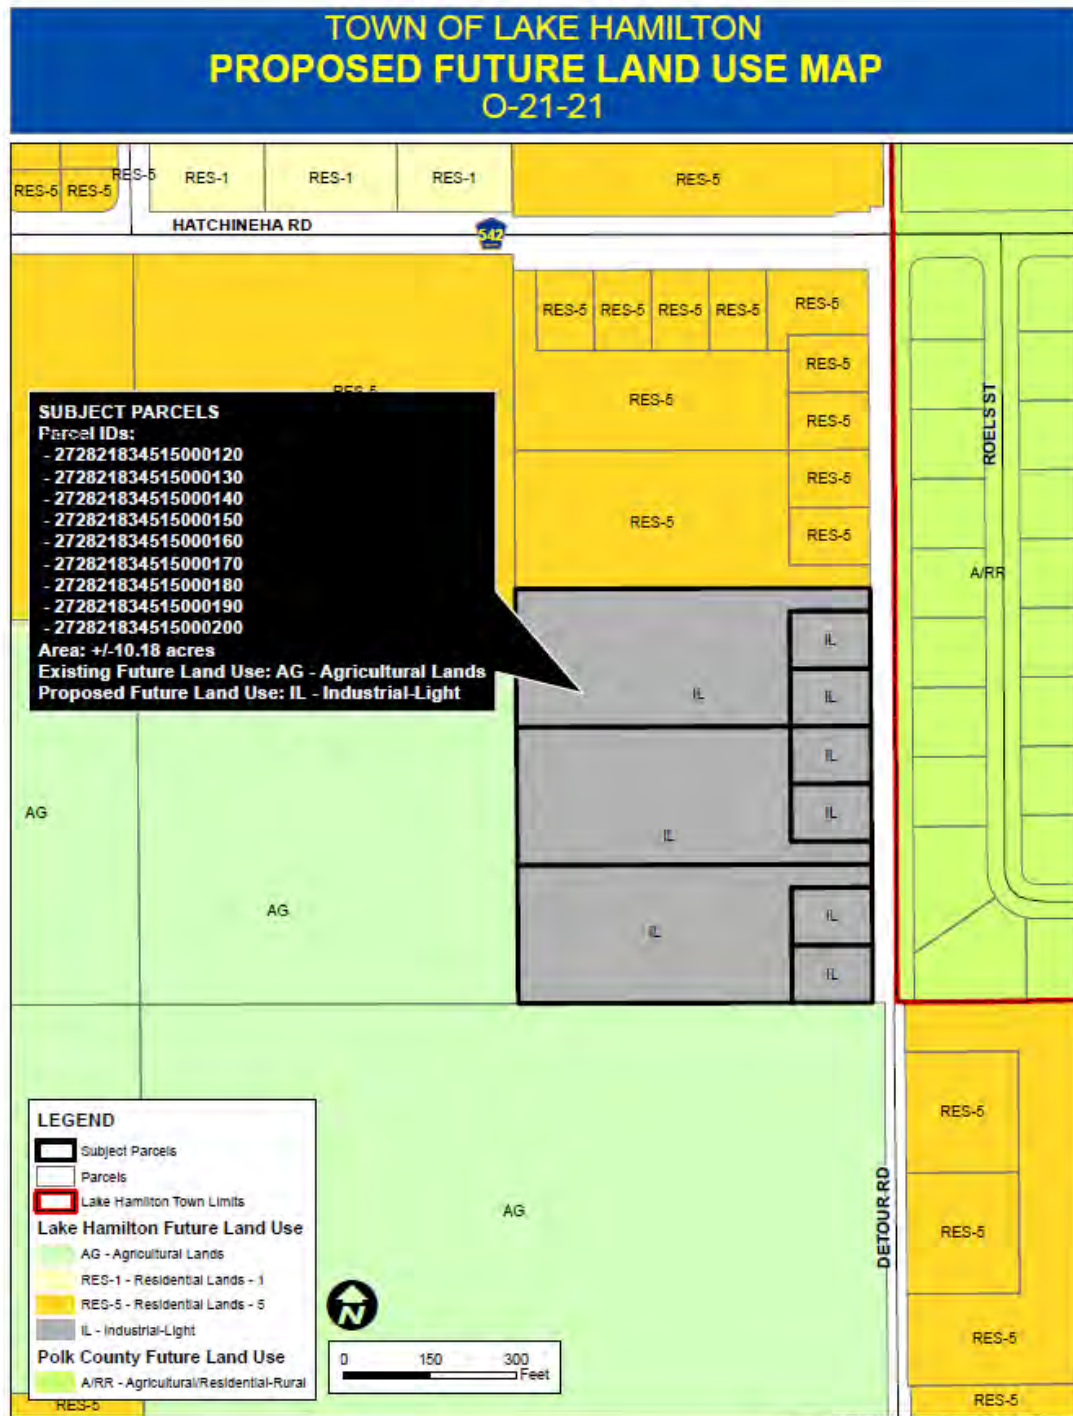 TOWN OF LAKE HAMILTON
PROPOSED FUTURE LAND USE MAP
O-21-21
RES-5 RES-5 RES-5 RES-1 RES-1 RES-1 RES-5
HATCHINEHA RD
542
RES-5 RES-5 RES-5 RES-5 RES-5
RES-5
RES-5
RES-5
RES-5
RES-5
RES-5
RES-5
ROELS ST
A/RR
SUBJECT PARCELS
Parcel IDs:
- 272821834515000120
- 272821834515000130
- 272821834515000140
- 272821834515000150
- 272821834515000160
- 272821834515000170
- 272821834515000180
- 272821834515000190
- 272821834515000200
Area: +/-10.18 acres
Existing Future Land Use: AG - Agricultural Lands
Proposed Future Land Use: IL - Industrial-Light
IL
IL
IL
IL
IL
IL
IL
IL
IL
AG
AG
AG
DETOUR RD
RES-5
RES-5
RES-5
RES-5
RES-5
LEGEND
Subject Parcels
Parcels
Lake Hamilton Town Limits
Lake Hamilton Future Land Use
AG - Agricultural Lands
RES-1 - Residential Lands - 1
RES-5 - Residential Lands - 5
IL - Industrial-Light
Polk County Future Land Use
A/RR - Agricultural/Residential-Rural
N
0 150 300
Feet